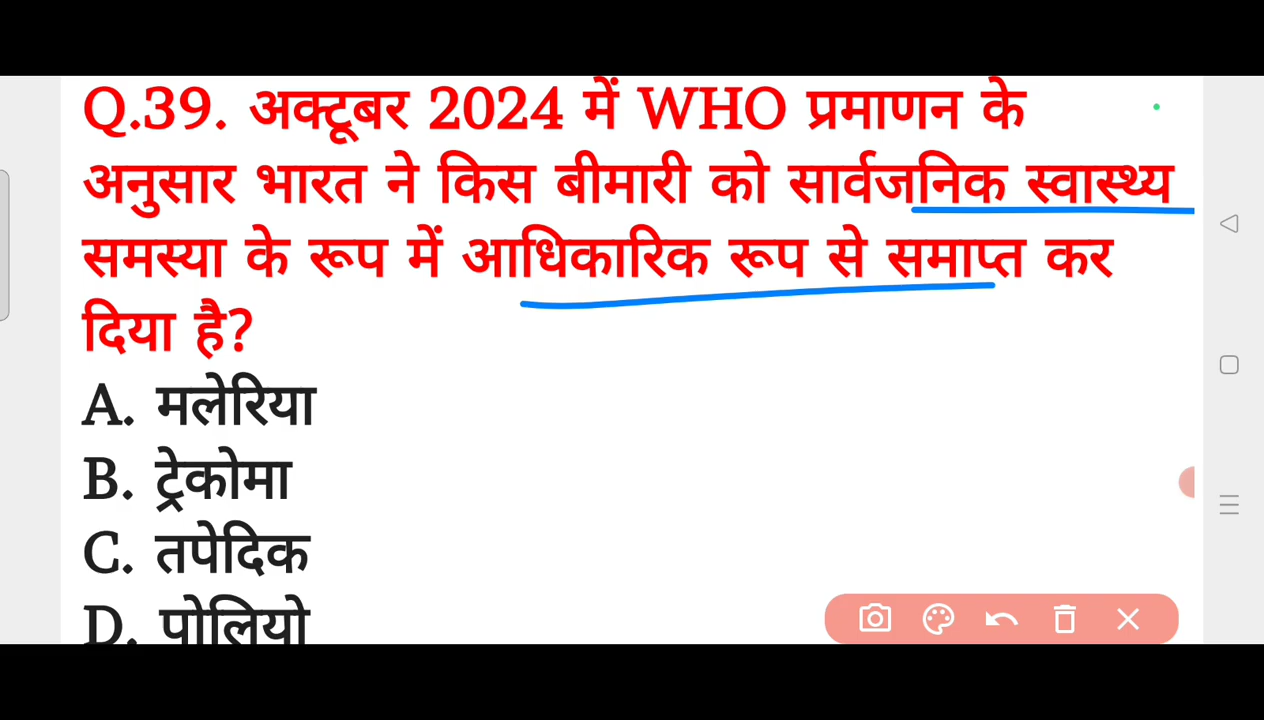 Q.39. अक्टूबर 2024 में WHO प्रमाणन के
अनुसार भारत ने किस बीमारी को सार्वजनिक स्वास्थ्य
समस्या के रूप में आधिकारिक रूप से समाप्त कर
दिया है?
A. मलेरिया
B. ट्रेकोमा
C. तपेदिक
D. पोलियो